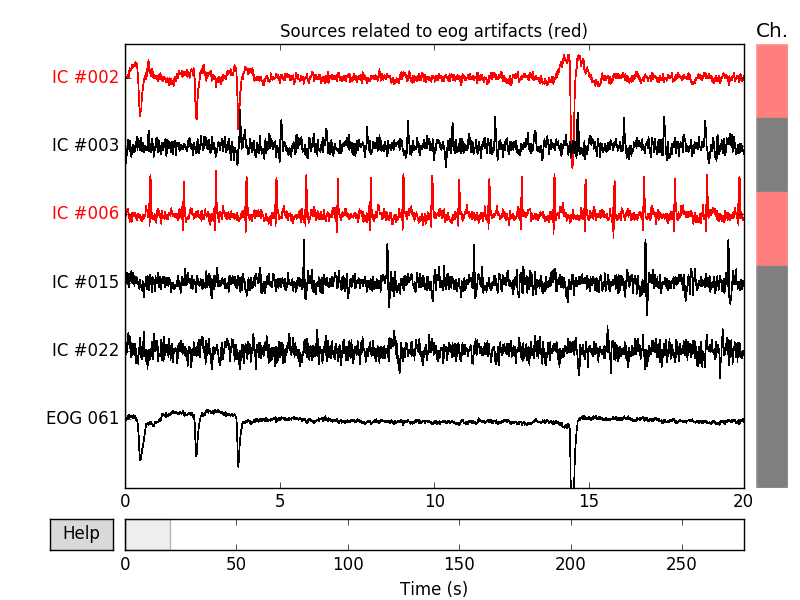 Sources related to eog artifacts (red)
Ch.
IC #002
IC #003
IC #006
IC #015
IC #022
EOG 061
0 5 10 15 20
Help
0 50 100 150 200 250
Time (s)